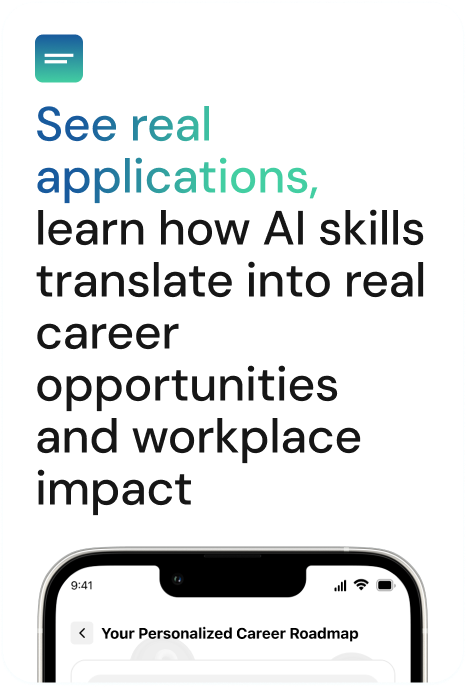 See real
applications,
learn how AI skills
translate into real
career
opportunities
and workplace
impact
9:41
Your Personalized Career Roadmap